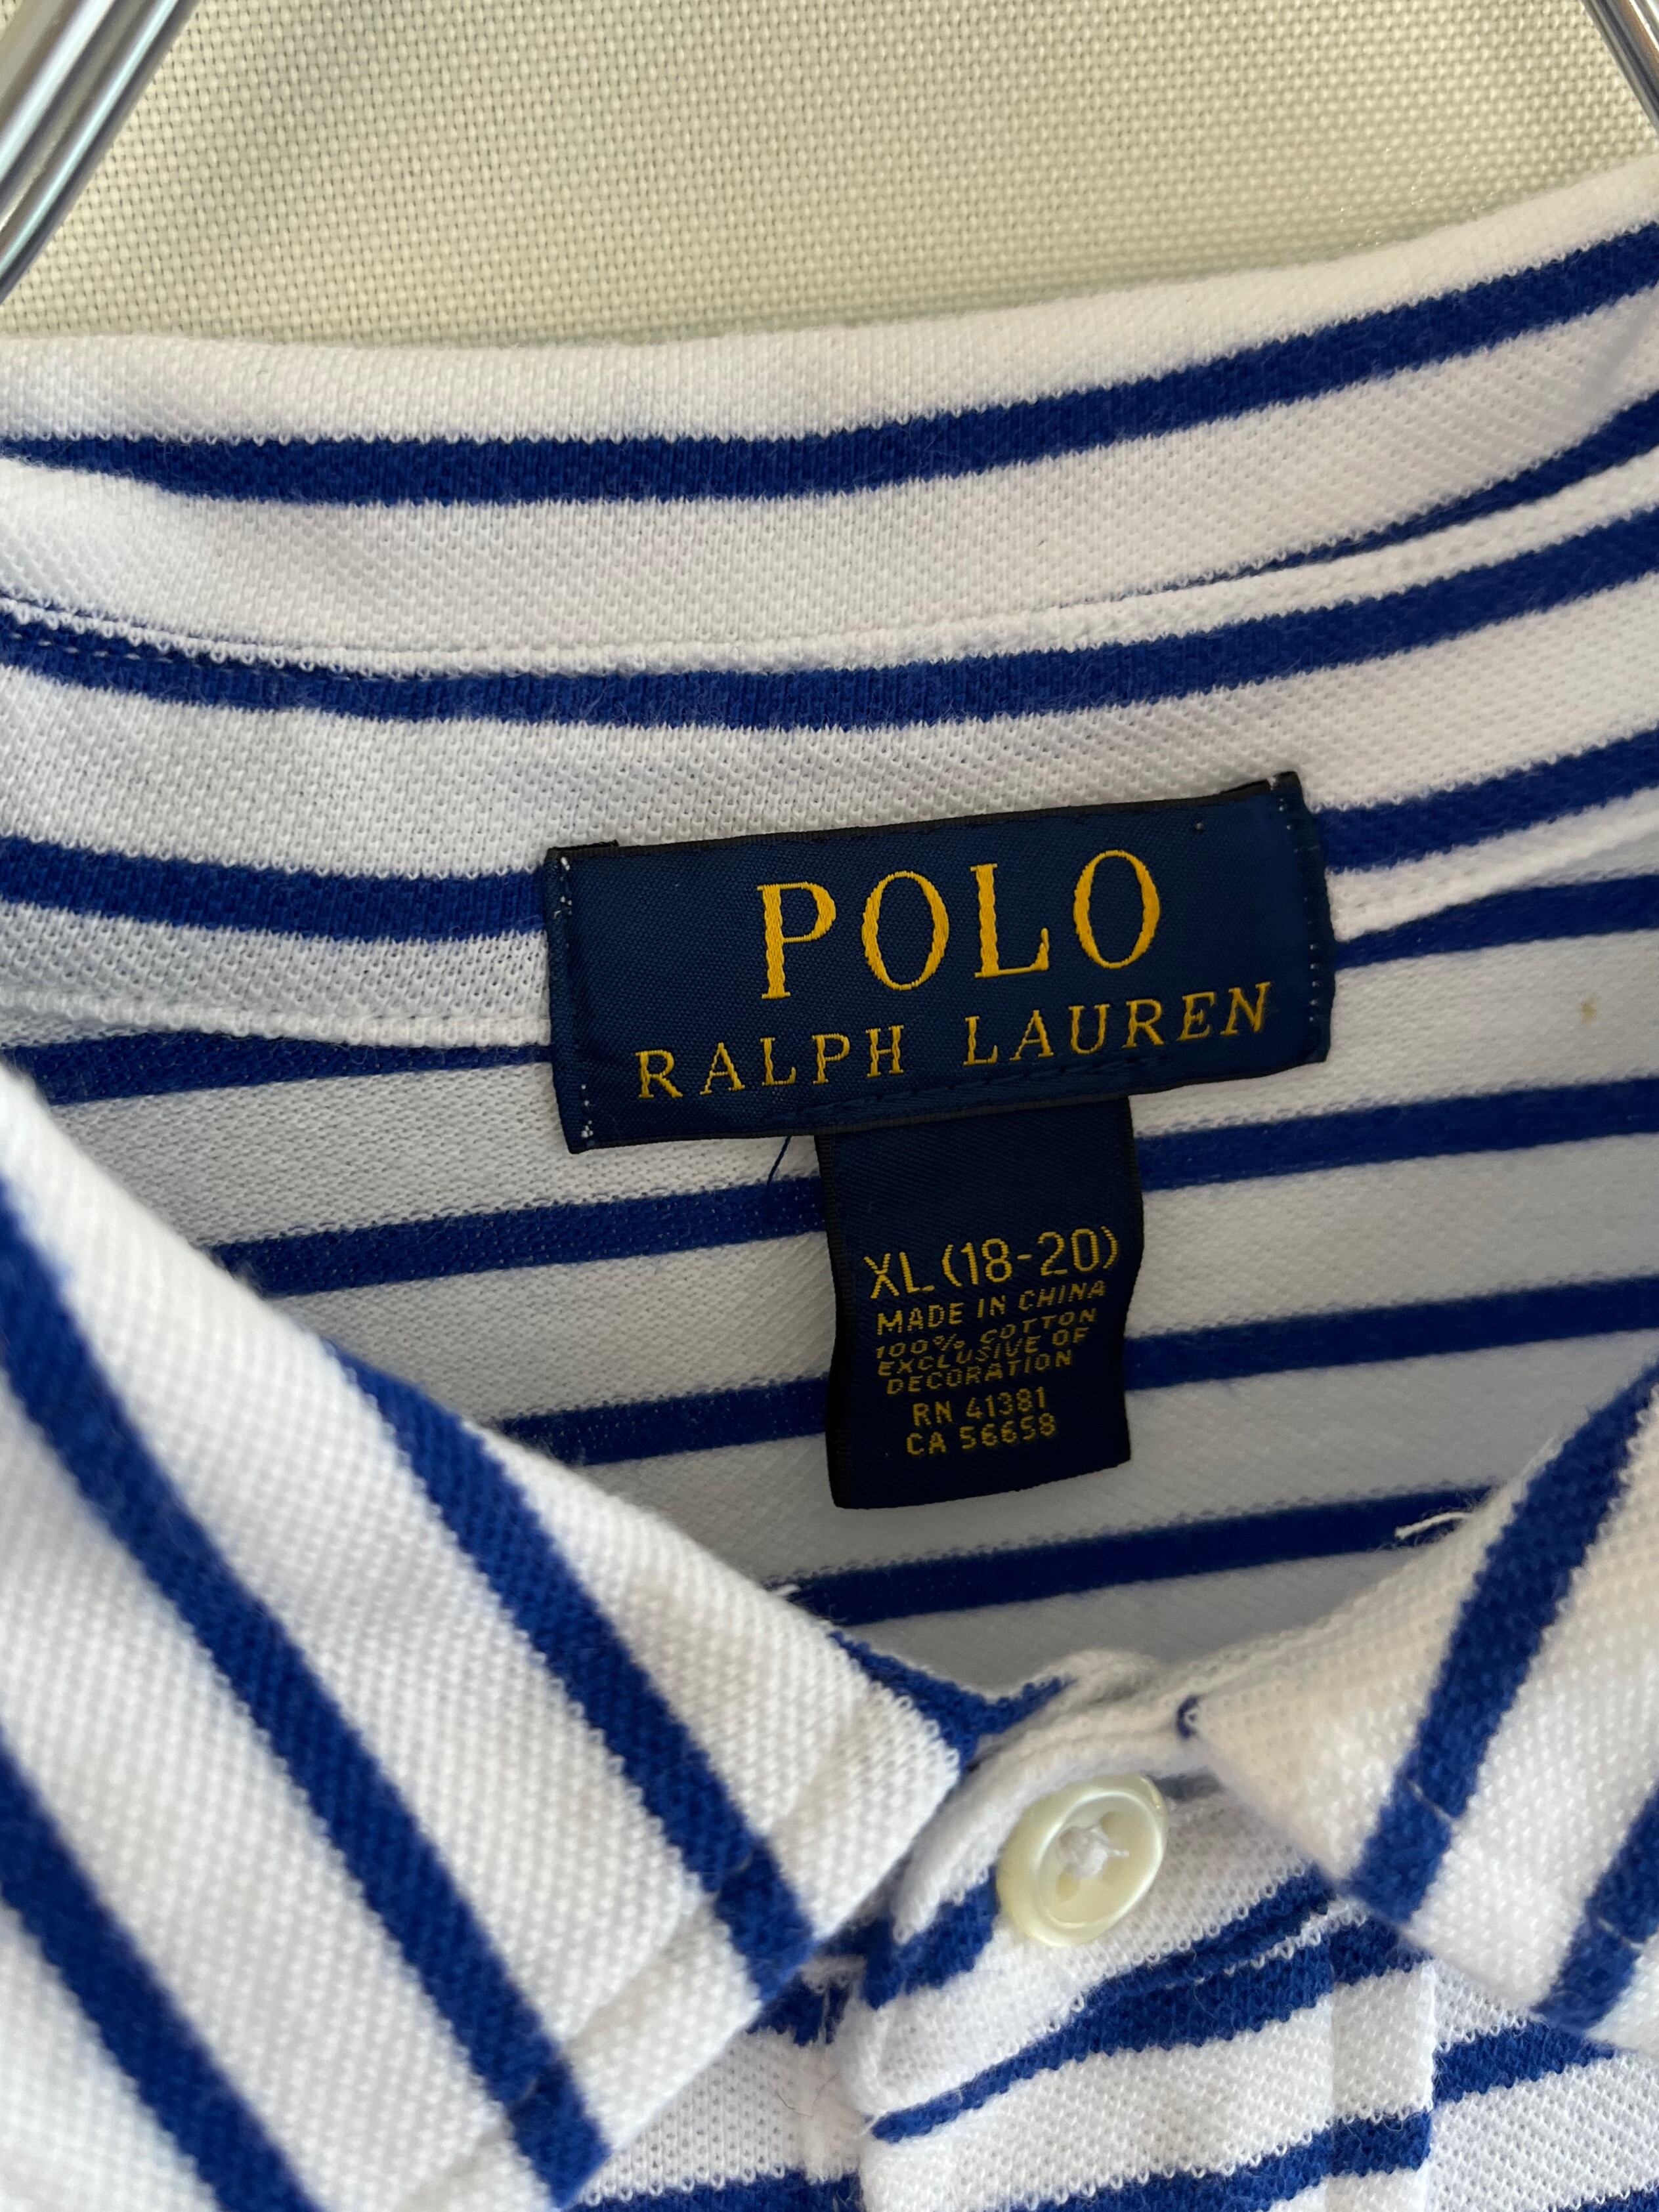 POLO
RALPH LAUREN
XL (18-20)
MADE IN CHINA
100% COTTON
EXCLUSIVE OF
DECORATION
RN 41381
CA 56658